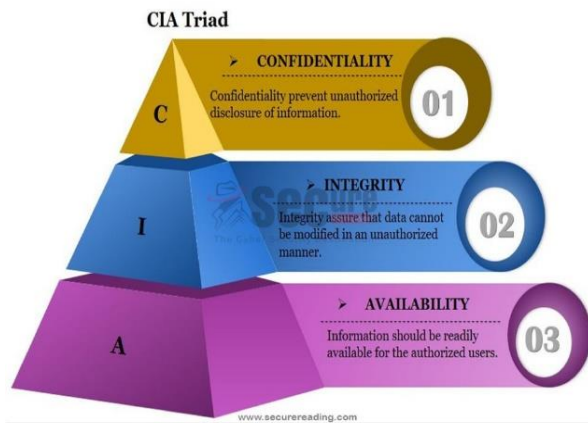 CIA Triad
C
➢ CONFIDENTIALITY
Confidentiality prevent unauthorized
disclosure of information.
01
I
➢ INTEGRITY
Integrity assure that data cannot
be modified in an unauthorized
manner.
02
Secure
A
➢ AVAILABILITY
Information should be readily
available for the authorized users.
03
www.securereading.com